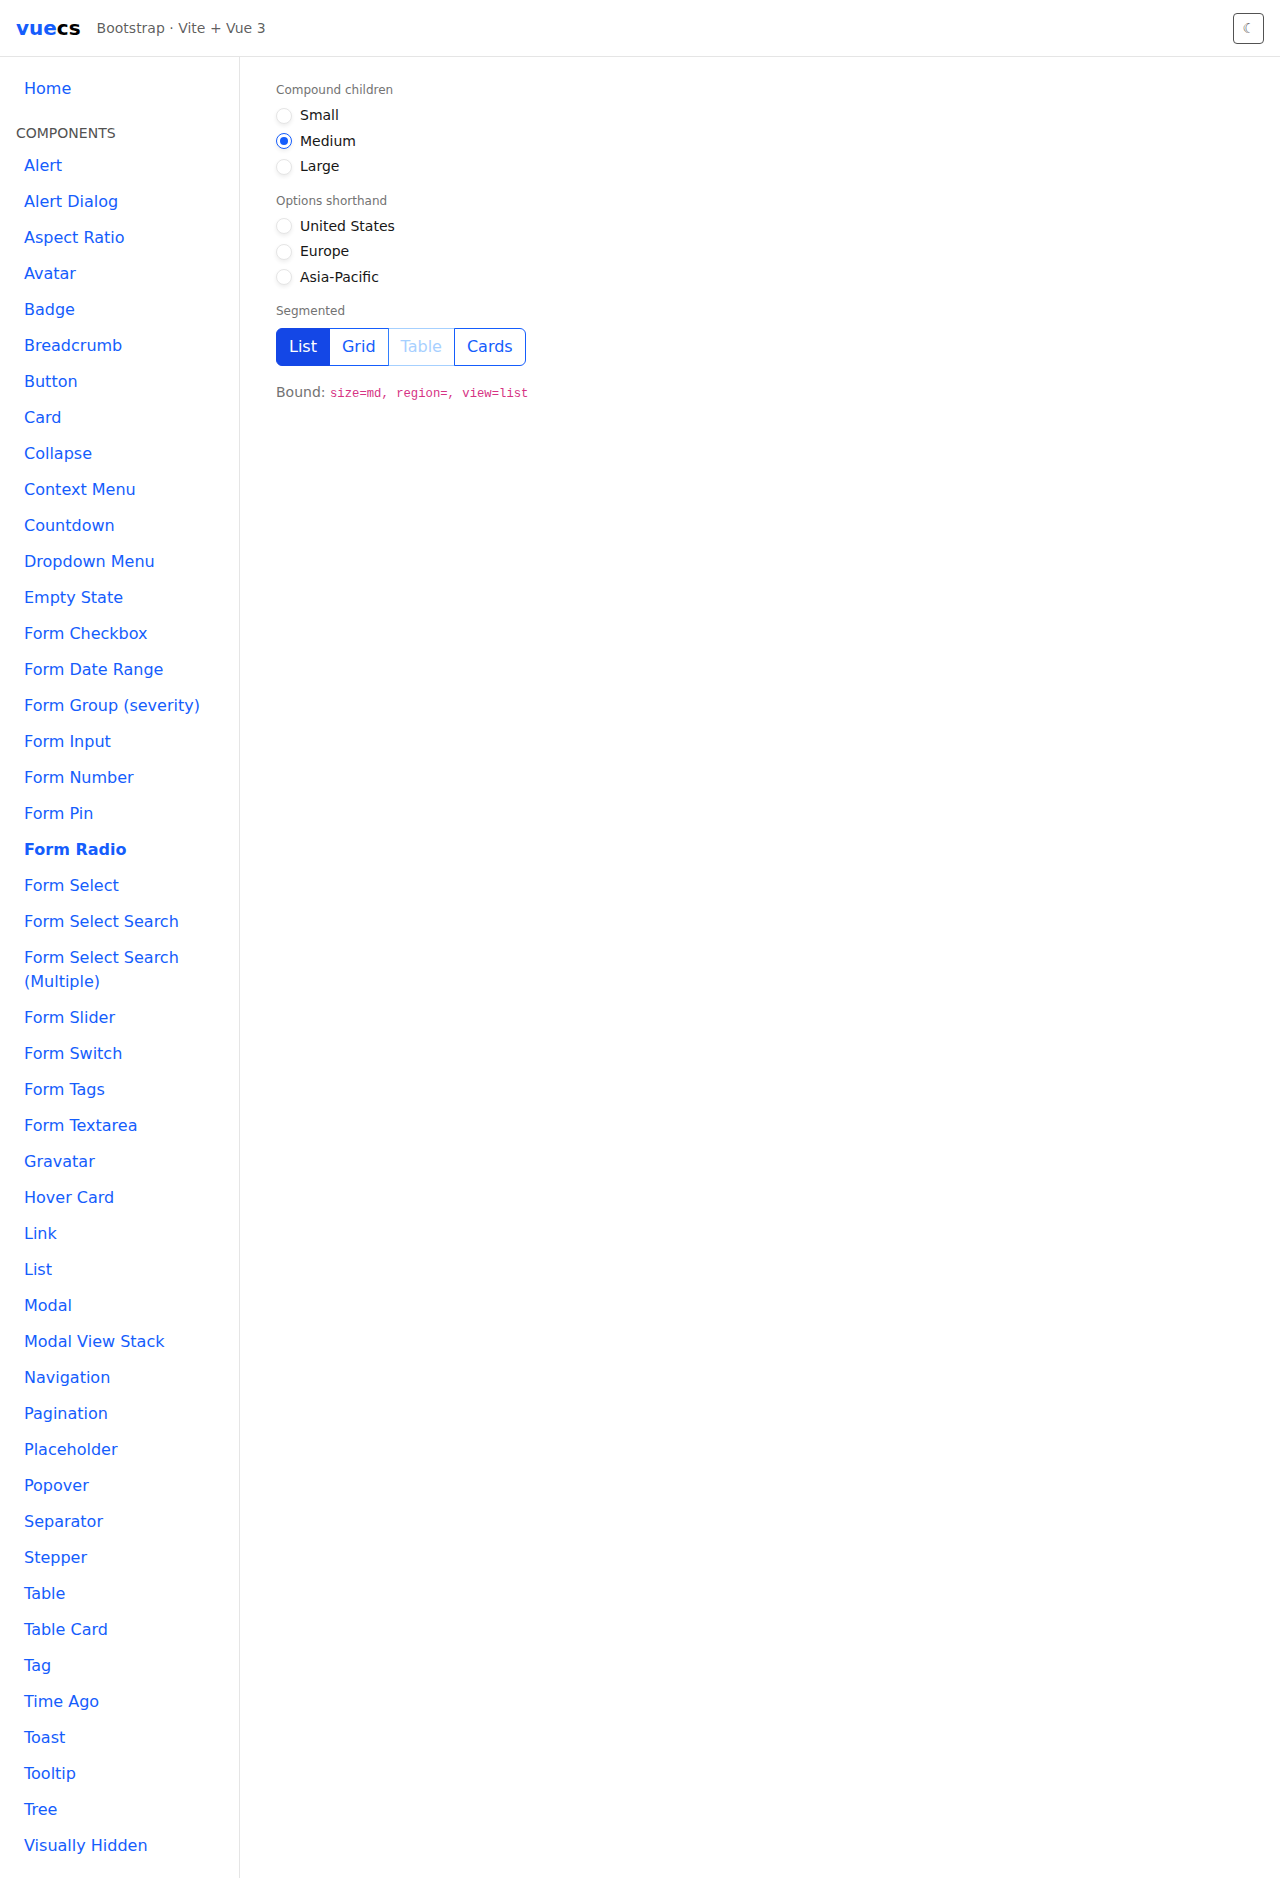 vuecs Bootstrap · Vite + Vue 3
Home
COMPONENTS
Alert
Alert Dialog
Aspect Ratio
Avatar
Badge
Breadcrumb
Button
Card
Collapse
Context Menu
Countdown
Dropdown Menu
Empty State
Form Checkbox
Form Date Range
Form Group (severity)
Form Input
Form Number
Form Pin
Form Radio
Form Select
Form Select Search
Form Select Search
(Multiple)
Form Slider
Form Switch
Form Tags
Form Textarea
Gravatar
Hover Card
Link
List
Modal
Modal View Stack
Navigation
Pagination
Placeholder
Popover
Separator
Stepper
Table
Table Card
Tag
Time Ago
Toast
Tooltip
Tree
Visually Hidden
Compound children
Small
Medium
Large
Options shorthand
United States
Europe
Asia-Pacific
Segmented
List Grid Table Cards
Bound: size=md, region=, view=list